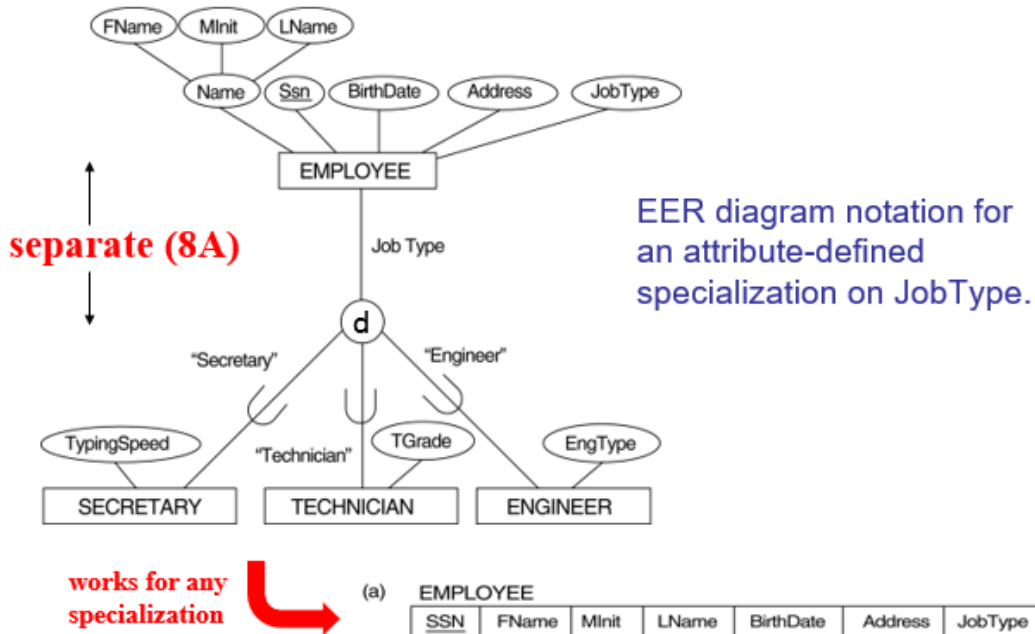 FName MInit LName
Name Ssn BirthDate Address JobType
EMPLOYEE
separate (8A)
Job Type
EER diagram notation for
an attribute-defined
specialization on JobType.
d
"Secretary" "Engineer"
"Technician"
TypingSpeed TGrade EngType
SECRETARY TECHNICIAN ENGINEER
works for any
specialization
(a) EMPLOYEE
SSN FName MInit LName BirthDate Address JobType